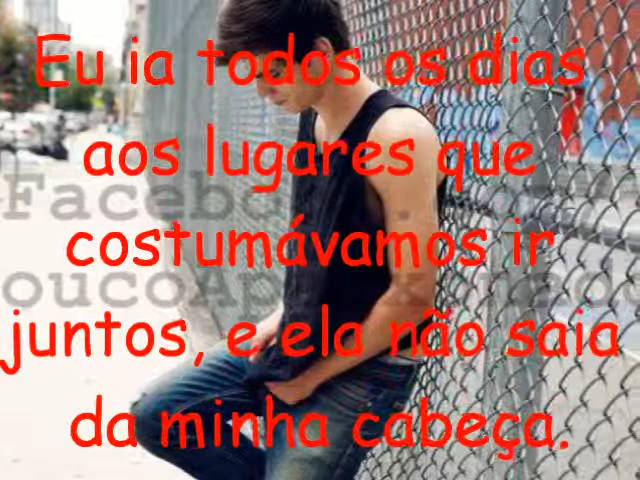 Eu ia todos os dias
aos lugares que
costumávamos ir
juntos, e ela não saia
da minha cabeça.